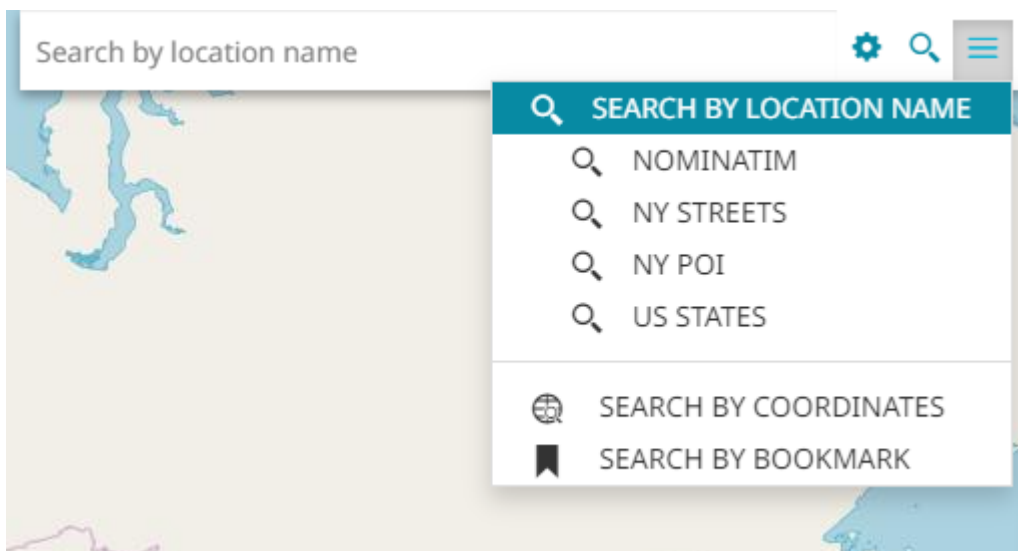 Search by location name
SEARCH BY LOCATION NAME
NOMINATIM
NY STREETS
NY POI
US STATES
SEARCH BY COORDINATES
SEARCH BY BOOKMARK